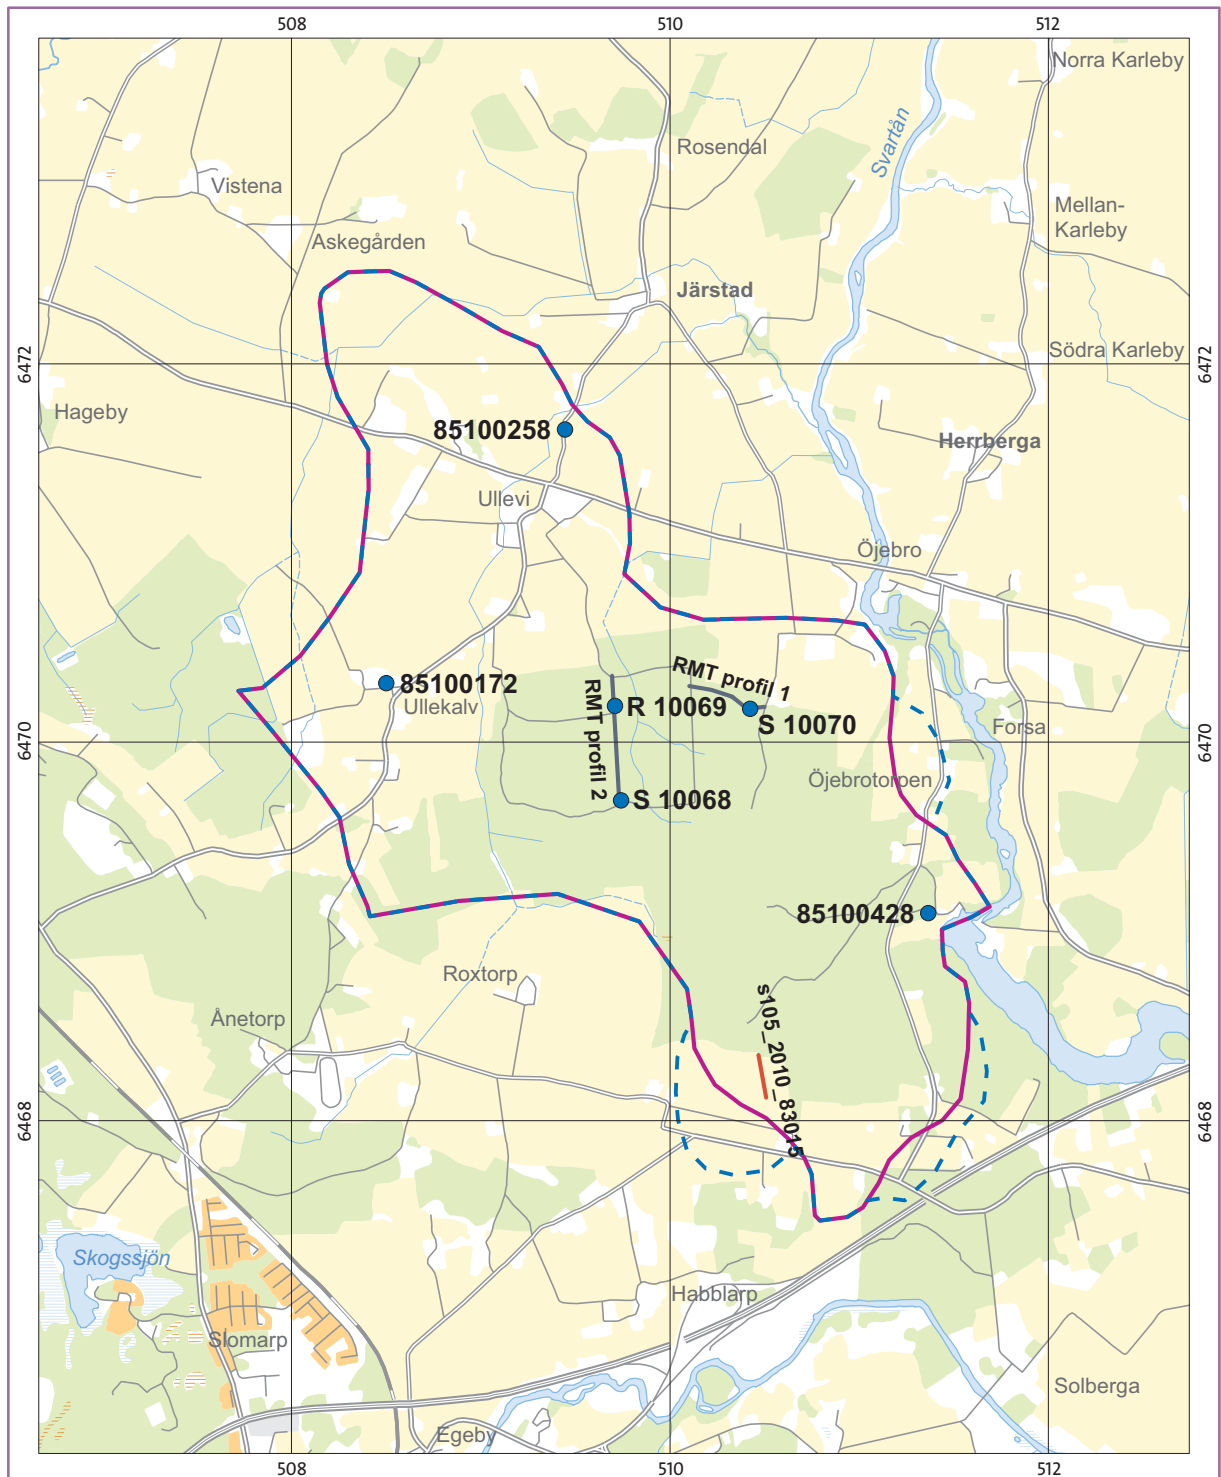 508
510
512
Norra Karleby
Svartån
Rosendal
Vistena
Mellan-
Karleby
Askegården
Järstad
6472
Södra Karleby
6472
Hageby
85100258
Herrberga
Ullevi
Öjebro
RMT profil 1
85100172
Ullekalv
RMT profil 2
R 10069
S 10070
Forsa
6470
6470
Öjebrotorpen
S 10068
85100428
Roxtorp
s105_2010_83015
Ånetorp
6468
6468
Skogssjön
Habblarp
Slomarp
Solberga
Egeby
508
510
512